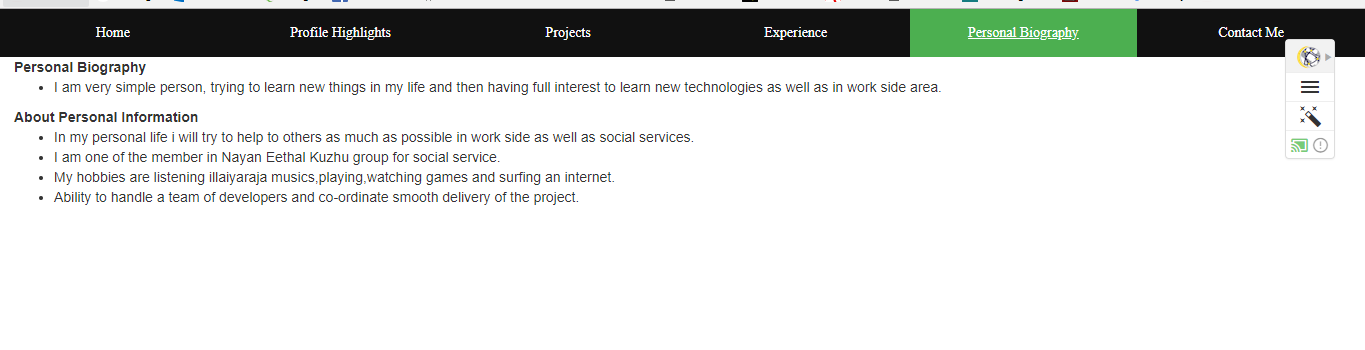 Home Profile Highlights Projects Experience Personal Biography Contact Me
Personal Biography
• I am very simple person, trying to learn new things in my life and then having full interest to learn new technologies as well as in work side area.
About Personal Information
• In my personal life i will try to help to others as much as possible in work side as well as social services.
• I am one of the member in Nayan Eethal Kuzhu group for social service.
• My hobbies are listening illaiyaraja musics,playing,watching games and surfing an internet.
• Ability to handle a team of developers and co-ordinate smooth delivery of the project.